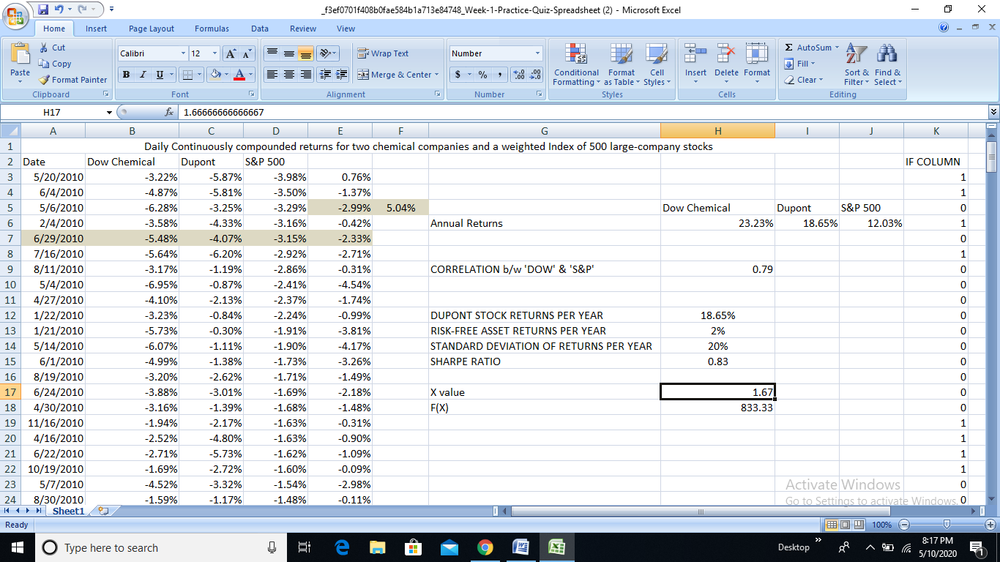 _f3ef0701f408b0fae584b1a713e84748_Week-1-Practice-Quiz-Spreadsheet (2) - Microsoft Excel
Home Insert Page Layout Formulas Data Review View
Paste Cut Copy Format Painter Clipboard
Calibri 12 A A B I U A Font
Wrap Text Merge & Center Alignment
Number $ % , .0 .00 .00 .0 Number
Conditional Formatting Format as Table Cell Styles Styles
Insert Delete Format Cells
Σ AutoSum Fill Clear Sort & Filter Find & Select Editing
H17 fx 1.66666666666667
A B C D E F G H I J K
1 Daily Continuously compounded returns for two chemical companies and a weighted Index of 500 large-company stocks
2 Date Dow Chemical Dupont S&P 500 IF COLUMN
3 5/20/2010 -3.22% -5.87% -3.98% 0.76% 1
4 6/4/2010 -4.87% -5.81% -3.50% -1.37% 1
5 5/6/2010 -6.28% -3.25% -3.29% -2.99% 5.04% Dow Chemical Dupont S&P 500 0
6 2/4/2010 -3.58% -4.33% -3.16% -0.42% Annual Returns 23.23% 18.65% 12.03% 1
7 6/29/2010 -5.48% -4.07% -3.15% -2.33% 0
8 7/16/2010 -5.64% -6.20% -2.92% -2.71% 1
9 8/11/2010 -3.17% -1.19% -2.86% -0.31% CORRELATION b/w 'DOW' & 'S&P' 0.79 0
10 5/4/2010 -6.95% -0.87% -2.41% -4.54% 0
11 4/27/2010 -4.10% -2.13% -2.37% -1.74% 0
12 1/22/2010 -3.23% -0.84% -2.24% -0.99% DUPONT STOCK RETURNS PER YEAR 18.65% 0
13 1/21/2010 -5.73% -0.30% -1.91% -3.81% RISK-FREE ASSET RETURNS PER YEAR 2% 0
14 5/14/2010 -6.07% -1.11% -1.90% -4.17% STANDARD DEVIATION OF RETURNS PER YEAR 20% 0
15 6/1/2010 -4.99% -1.38% -1.73% -3.26% SHARPE RATIO 0.83 0
16 8/19/2010 -3.20% -2.62% -1.71% -1.49% 0
17 6/24/2010 -3.88% -3.01% -1.69% -2.18% X value 1.67 0
18 4/30/2010 -3.16% -1.39% -1.68% -1.48% F(X) 833.33 0
19 11/16/2010 -1.94% -2.17% -1.63% -0.31% 1
20 4/16/2010 -2.52% -4.80% -1.63% -0.90% 1
21 6/22/2010 -2.71% -5.73% -1.62% -1.09% 1
22 10/19/2010 -1.69% -2.72% -1.60% -0.09% 1
23 5/7/2010 -4.52% -3.32% -1.54% -2.98% 0
24 8/30/2010 -1.59% -1.17% -1.48% -0.11% 0
Activate Windows
Go to Settings to activate Windows.
Sheet1
Ready 100%
Type here to search Desktop 8:17 PM
5/10/2020 1